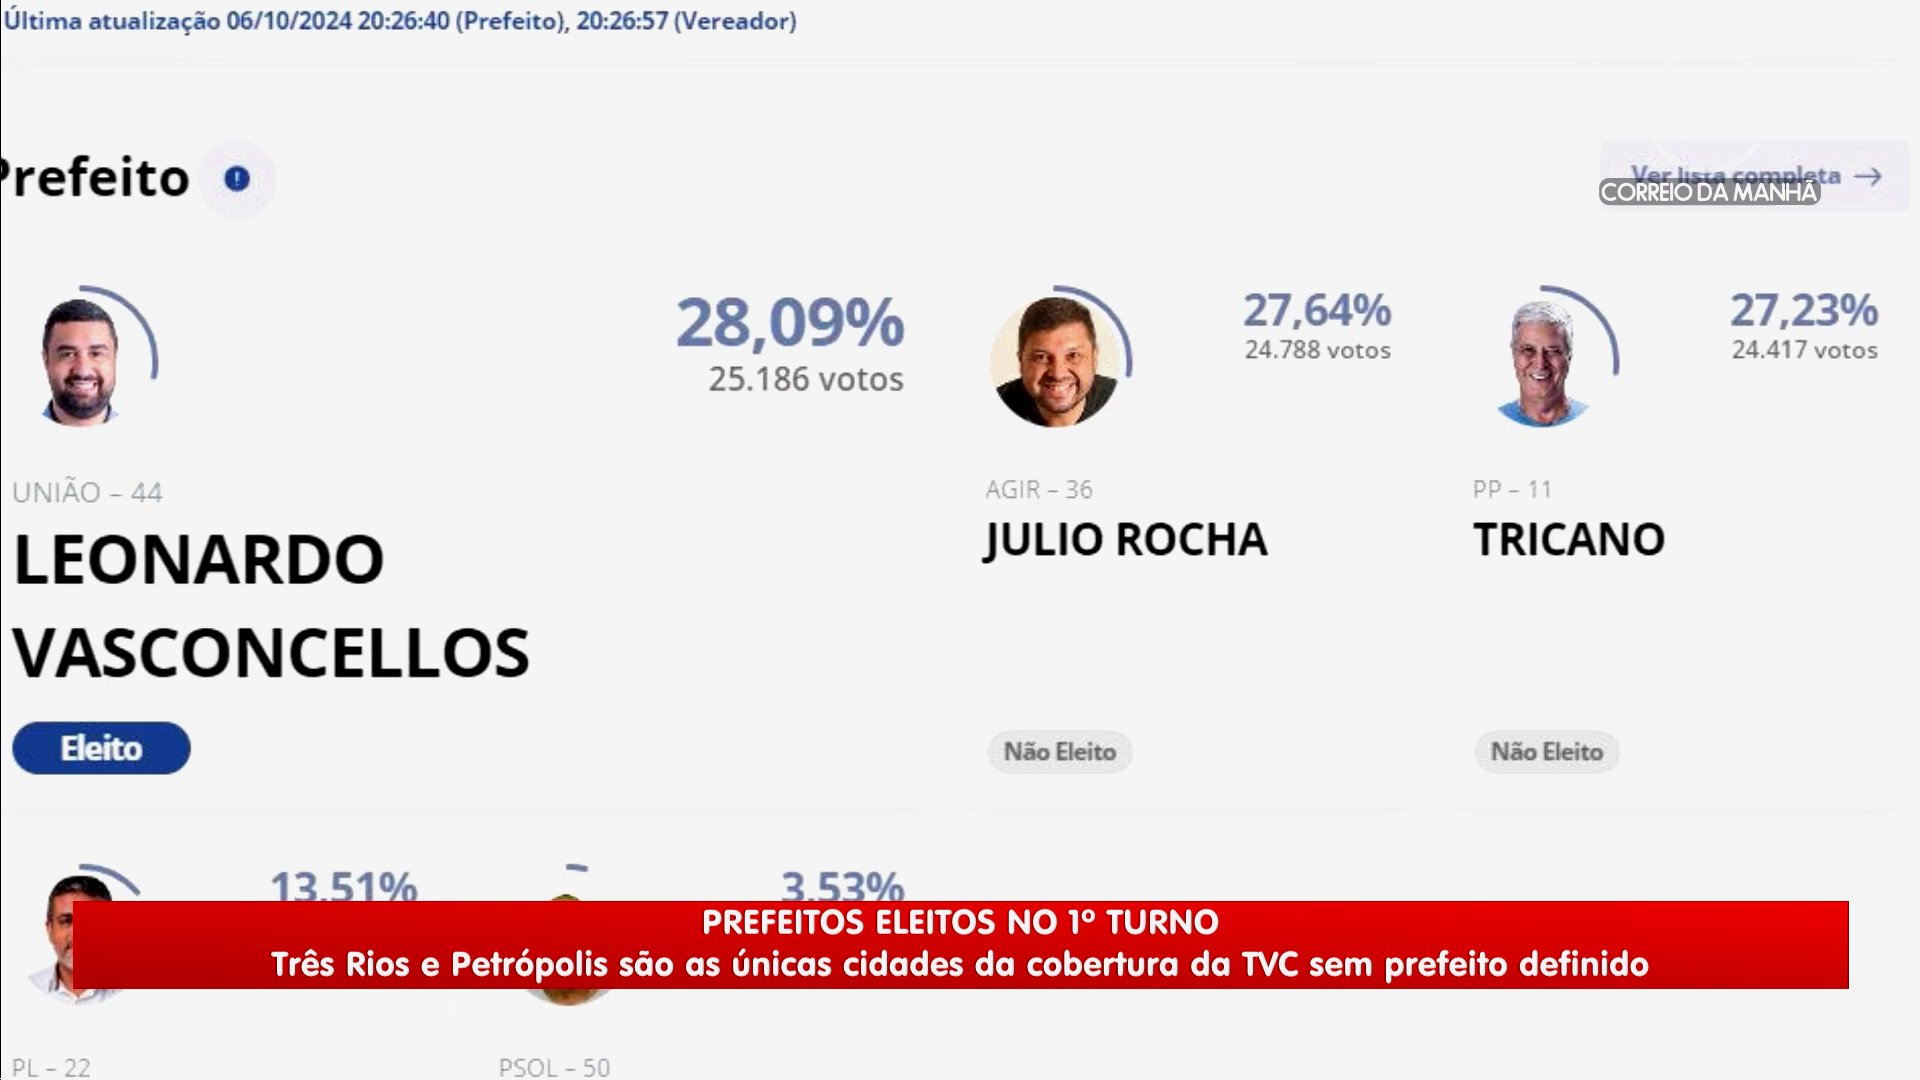 Última atualização 06/10/2024 20:26:40 (Prefeito), 20:26:57 (Vereador)
Prefeito
Ver lista completa →
CORREIO DA MANHÃ
28,09%
25.186 votos
UNIÃO – 44
LEONARDO
VASCONCELLOS
Eleito
27,64%
24.788 votos
AGIR – 36
JULIO ROCHA
Não Eleito
27,23%
24.417 votos
PP – 11
TRICANO
Não Eleito
13,51%
3,53%
PREFEITOS ELEITOS NO 1º TURNO
Três Rios e Petrópolis são as únicas cidades da cobertura da TVC sem prefeito definido
PL – 22
PSOL – 50